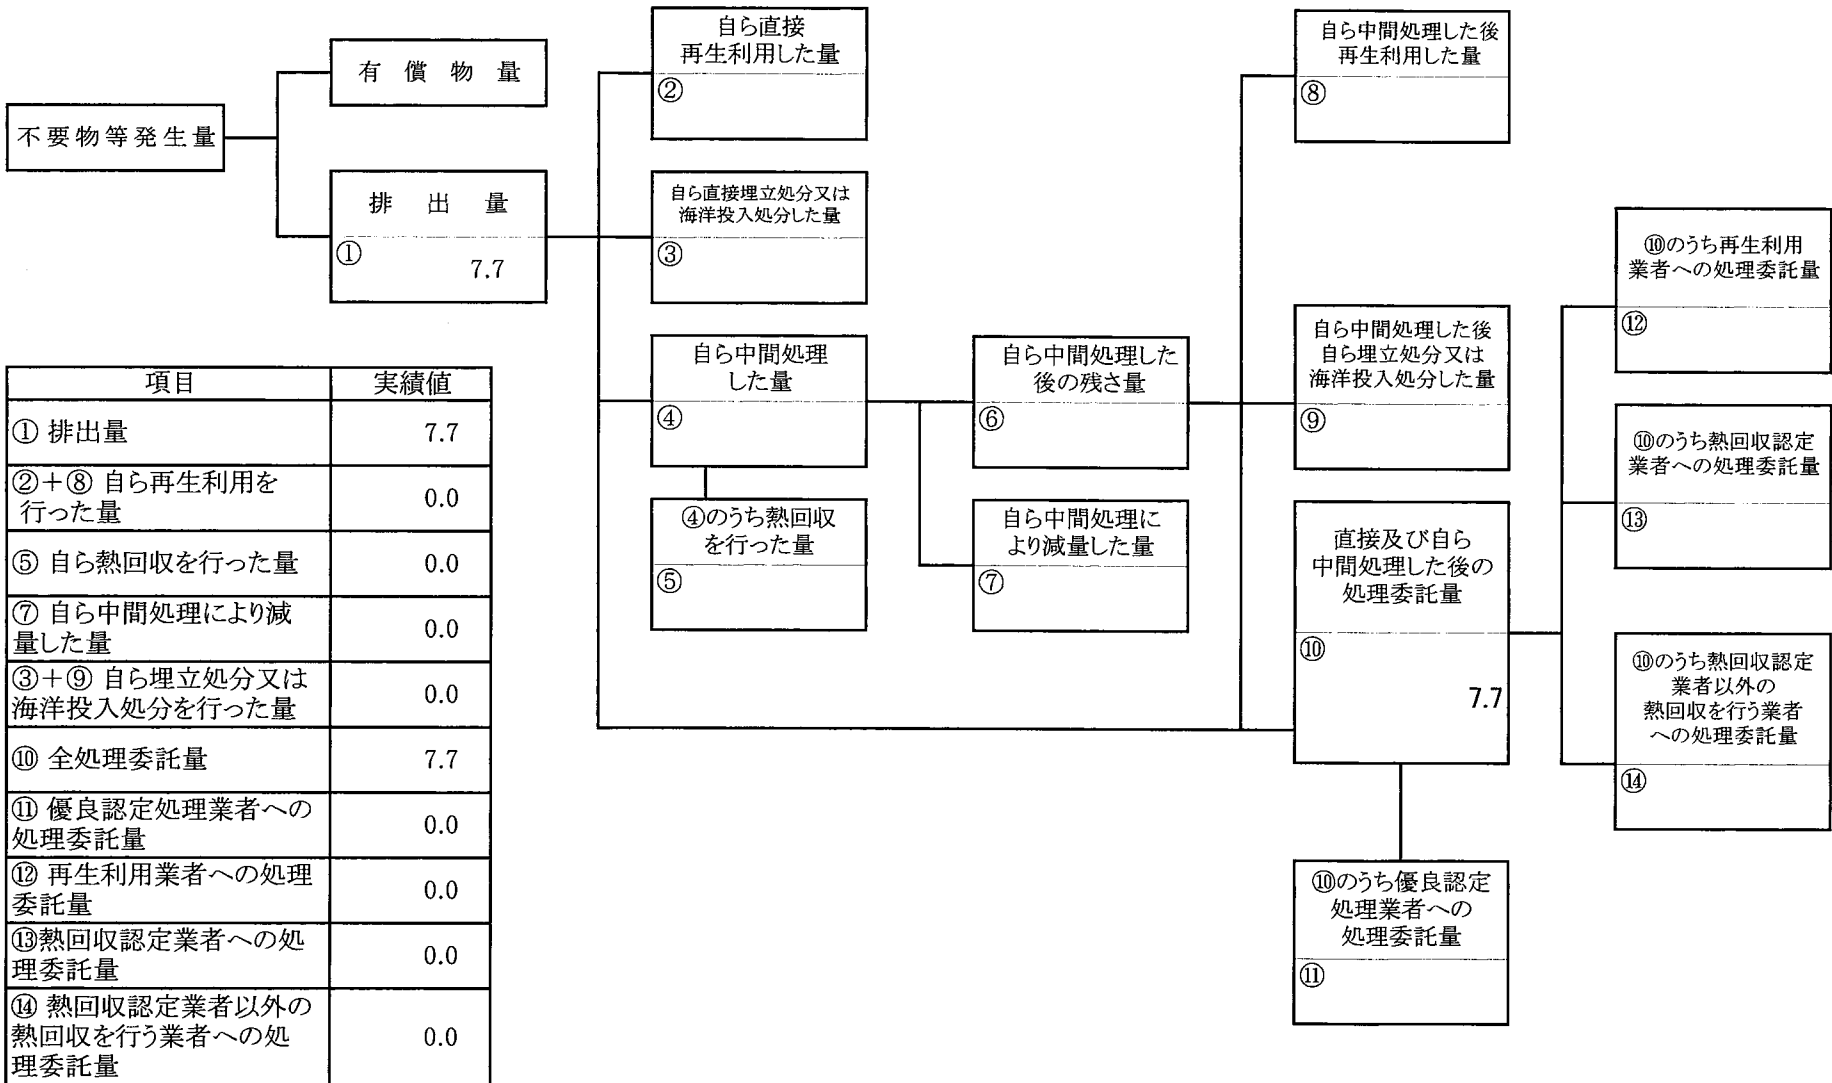 不要物等発生量
有償物量
排出量
①
7.7
自ら直接
再生利用した量
②
自ら直接埋立処分又は
海洋投入処分した量
③
自ら中間処理
した量
④
④のうち熱回収
を行った量
⑤
自ら中間処理した
後の残さ量
⑥
自ら中間処理に
より減量した量
⑦
自ら中間処理した後
再生利用した量
⑧
自ら中間処理した後
自ら埋立処分又は
海洋投入処分した量
⑨
直接及び自ら
中間処理した後の
処理委託量
⑩
7.7
⑩のうち優良認定
処理業者への
処理委託量
⑪
⑩のうち再生利用
業者への処理委託量
⑫
⑩のうち熱回収認定
業者への処理委託量
⑬
⑩のうち熱回収認定
業者以外の
熱回収を行う業者
への処理委託量
⑭
項目 実績値
① 排出量 7.7
②+⑧ 自ら再生利用を
行った量 0.0
⑤ 自ら熱回収を行った量 0.0
⑦ 自ら中間処理により減
量した量 0.0
③+⑨ 自ら埋立処分又は
海洋投入処分を行った量 0.0
⑩ 全処理委託量 7.7
⑪ 優良認定処理業者への
処理委託量 0.0
⑫ 再生利用業者への処理
委託量 0.0
⑬熱回収認定業者への処
理委託量 0.0
⑭ 熱回収認定業者以外の
熱回収を行う業者への処
理委託量 0.0